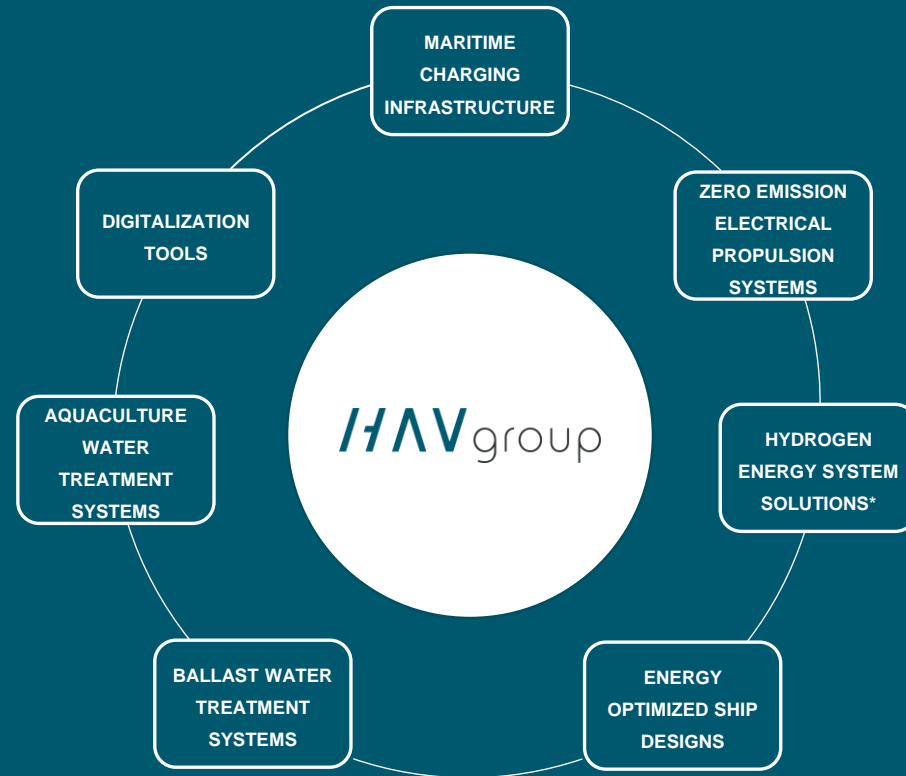 MARITIME
CHARGING
INFRASTRUCTURE
ZERO EMISSION
ELECTRICAL
PROPULSION
SYSTEMS
DIGITALIZATION
TOOLS
HAVgroup
AQUACULTURE
WATER
TREATMENT
SYSTEMS
HYDROGEN
ENERGY SYSTEM
SOLUTIONS*
BALLAST WATER
TREATMENT
SYSTEMS
ENERGY
OPTIMIZED SHIP
DESIGNS